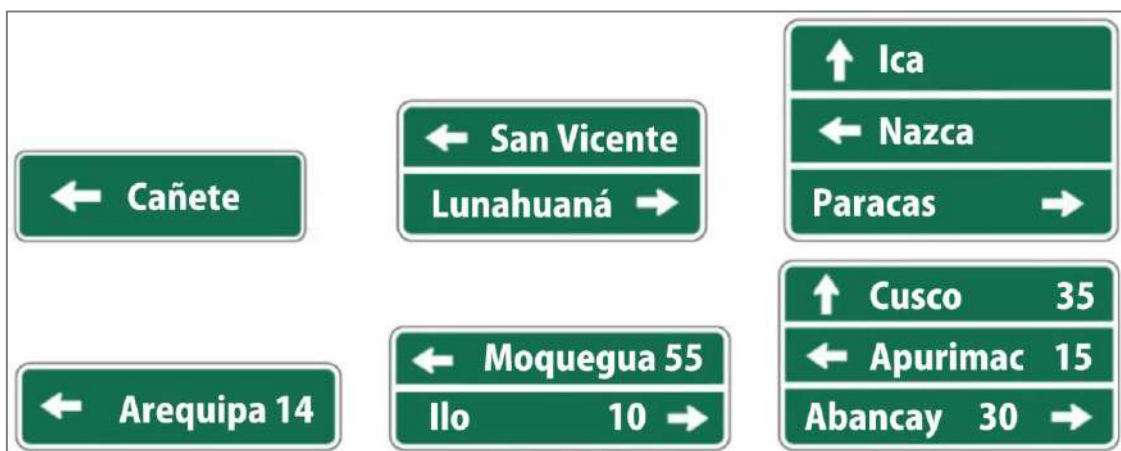 Cañete
San Vicente
Lunahuaná
Ica
Nazca
Paracas
Arequipa 14
Moquegua 55
Ilo 10
Cusco 35
Apurimac 15
Abancay 30